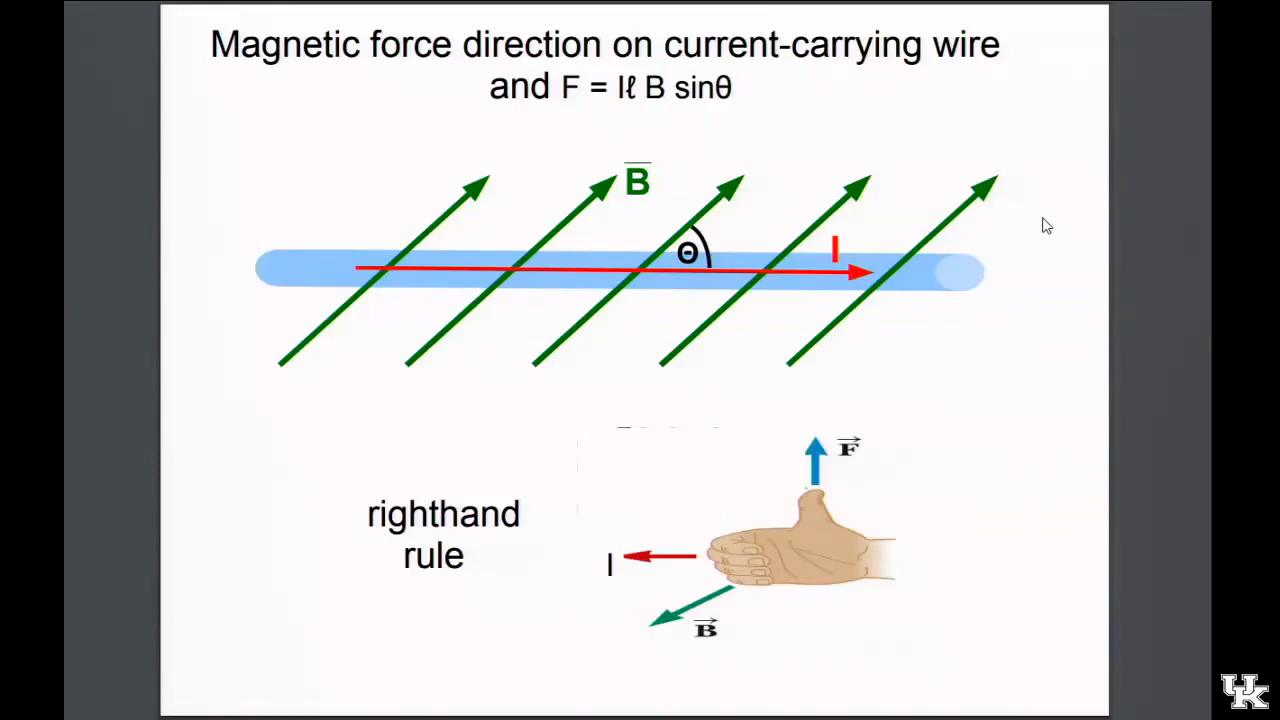 Magnetic force direction on current-carrying wire
and F = Iℓ B sinθ
B
Θ
I
F
righthand
rule
I
B
UK